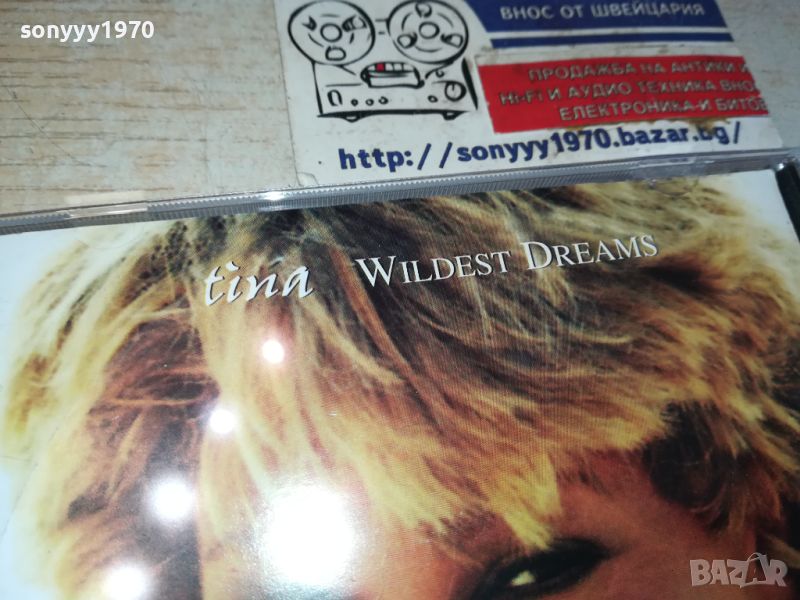 sonyyy1970
ВНОС ОТ ШВЕЙЦАРИЯ
ПРОДАЖБА НА АНТИКИ И
HI-FI И АУДИО ТЕХНИКА ВНО
ЕЛЕКТРОНИКА-И БИТОВ
http://sonyyy1970.bazar.bg/
tina WILDEST DREAMS
BAZAR